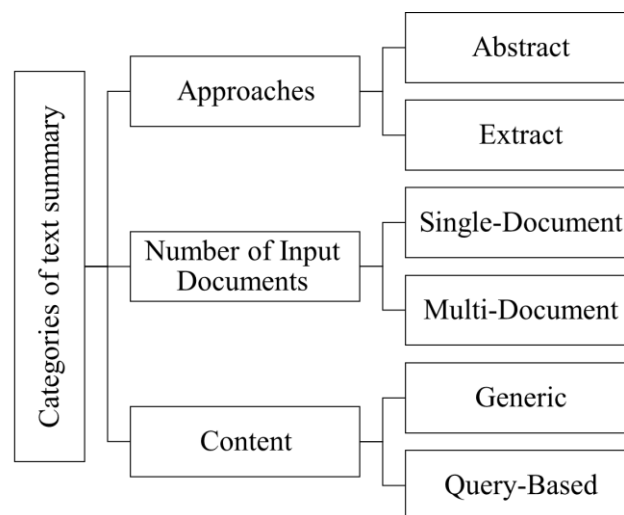 Categories of text summary
Approaches
Abstract
Extract
Number of Input
Documents
Single-Document
Multi-Document
Content
Generic
Query-Based